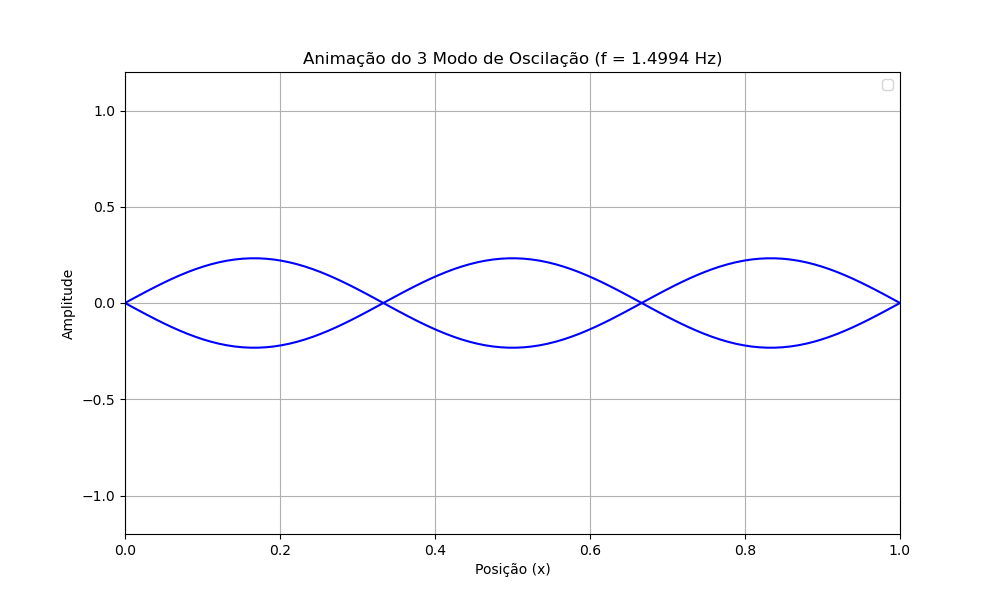 Animação do 3 Modo de Oscilação (f = 1.4994 Hz)
1.0
0.5
0.0
−0.5
−1.0
Amplitude
0.0 0.2 0.4 0.6 0.8 1.0
Posição (x)